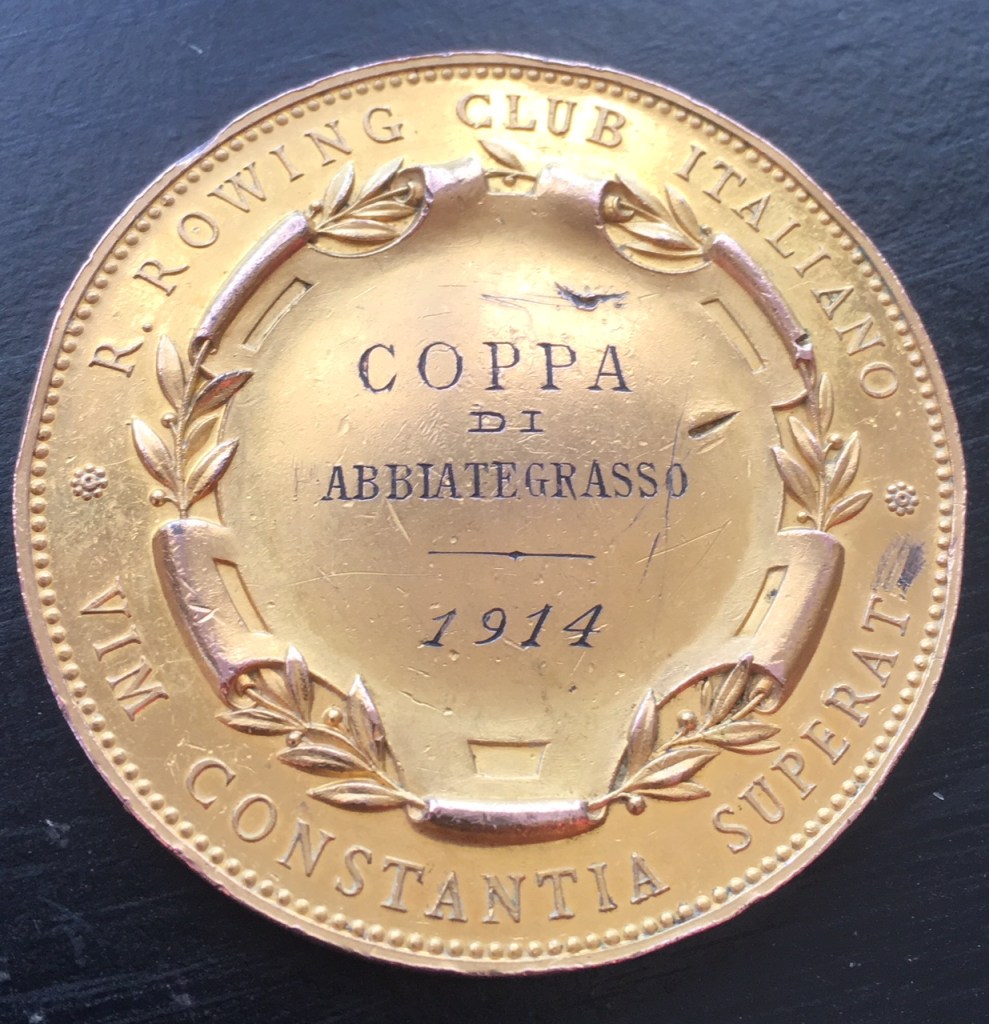 R. ROWING CLUB ITALIANO
COPPA
DI
ABBIATEGRASSO
1914
VIM CONSTANTIA SUPERAT